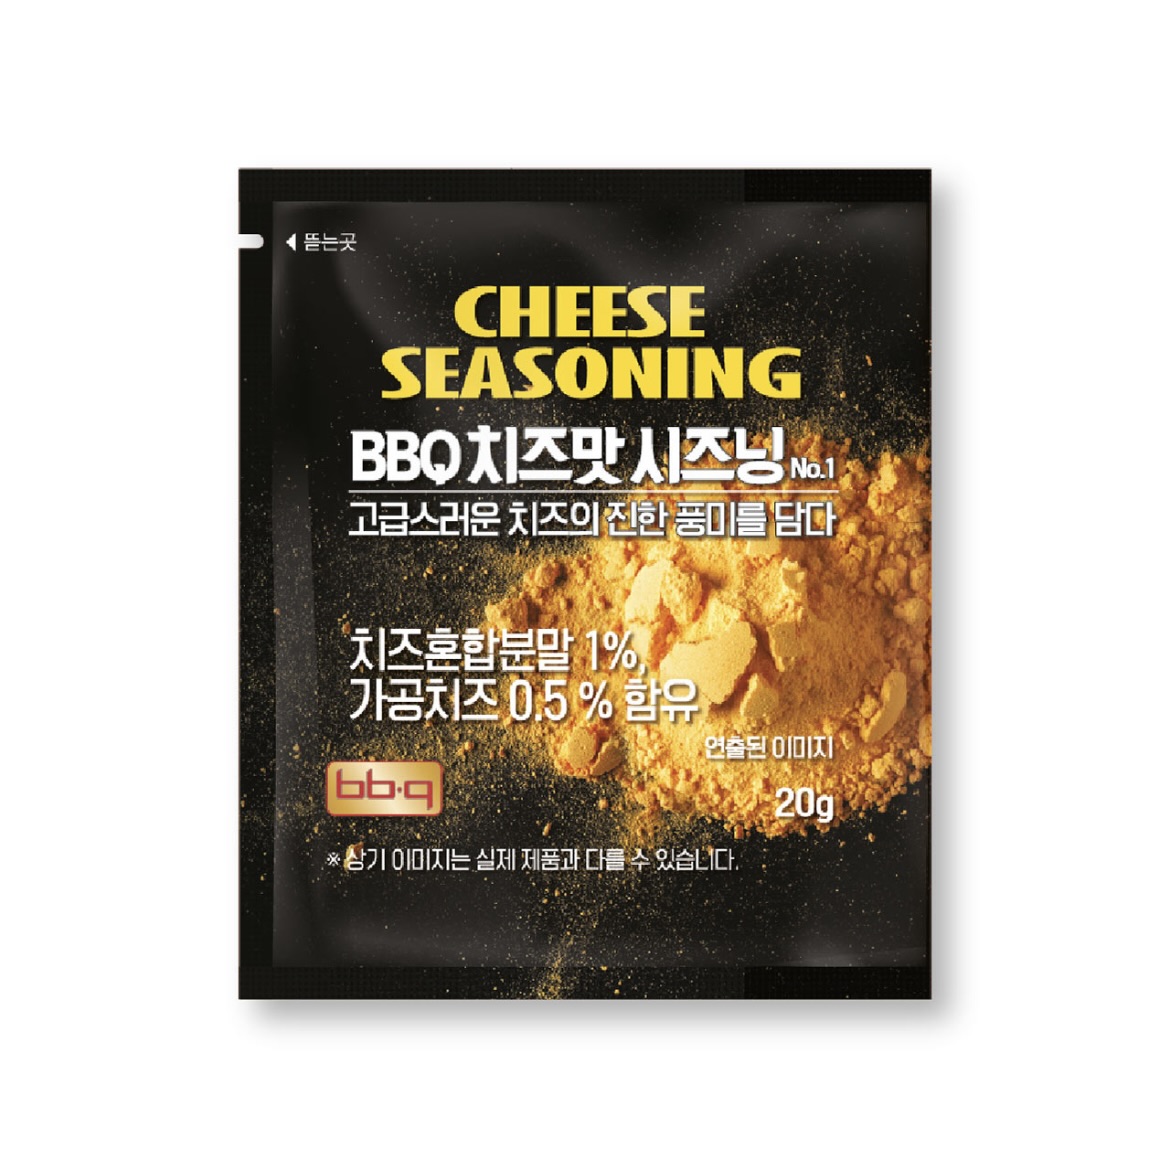 ◀ 뜯는곳
CHEESE
SEASONING
BBQ 치즈맛 시즈닝 No.1
고급스러운 치즈의 진한 풍미를 담다
치즈혼합분말 1%,
가공치즈 0.5 % 함유
연출된 이미지
20g
bb·q
※ 상기 이미지는 실제 제품과 다를 수 있습니다.